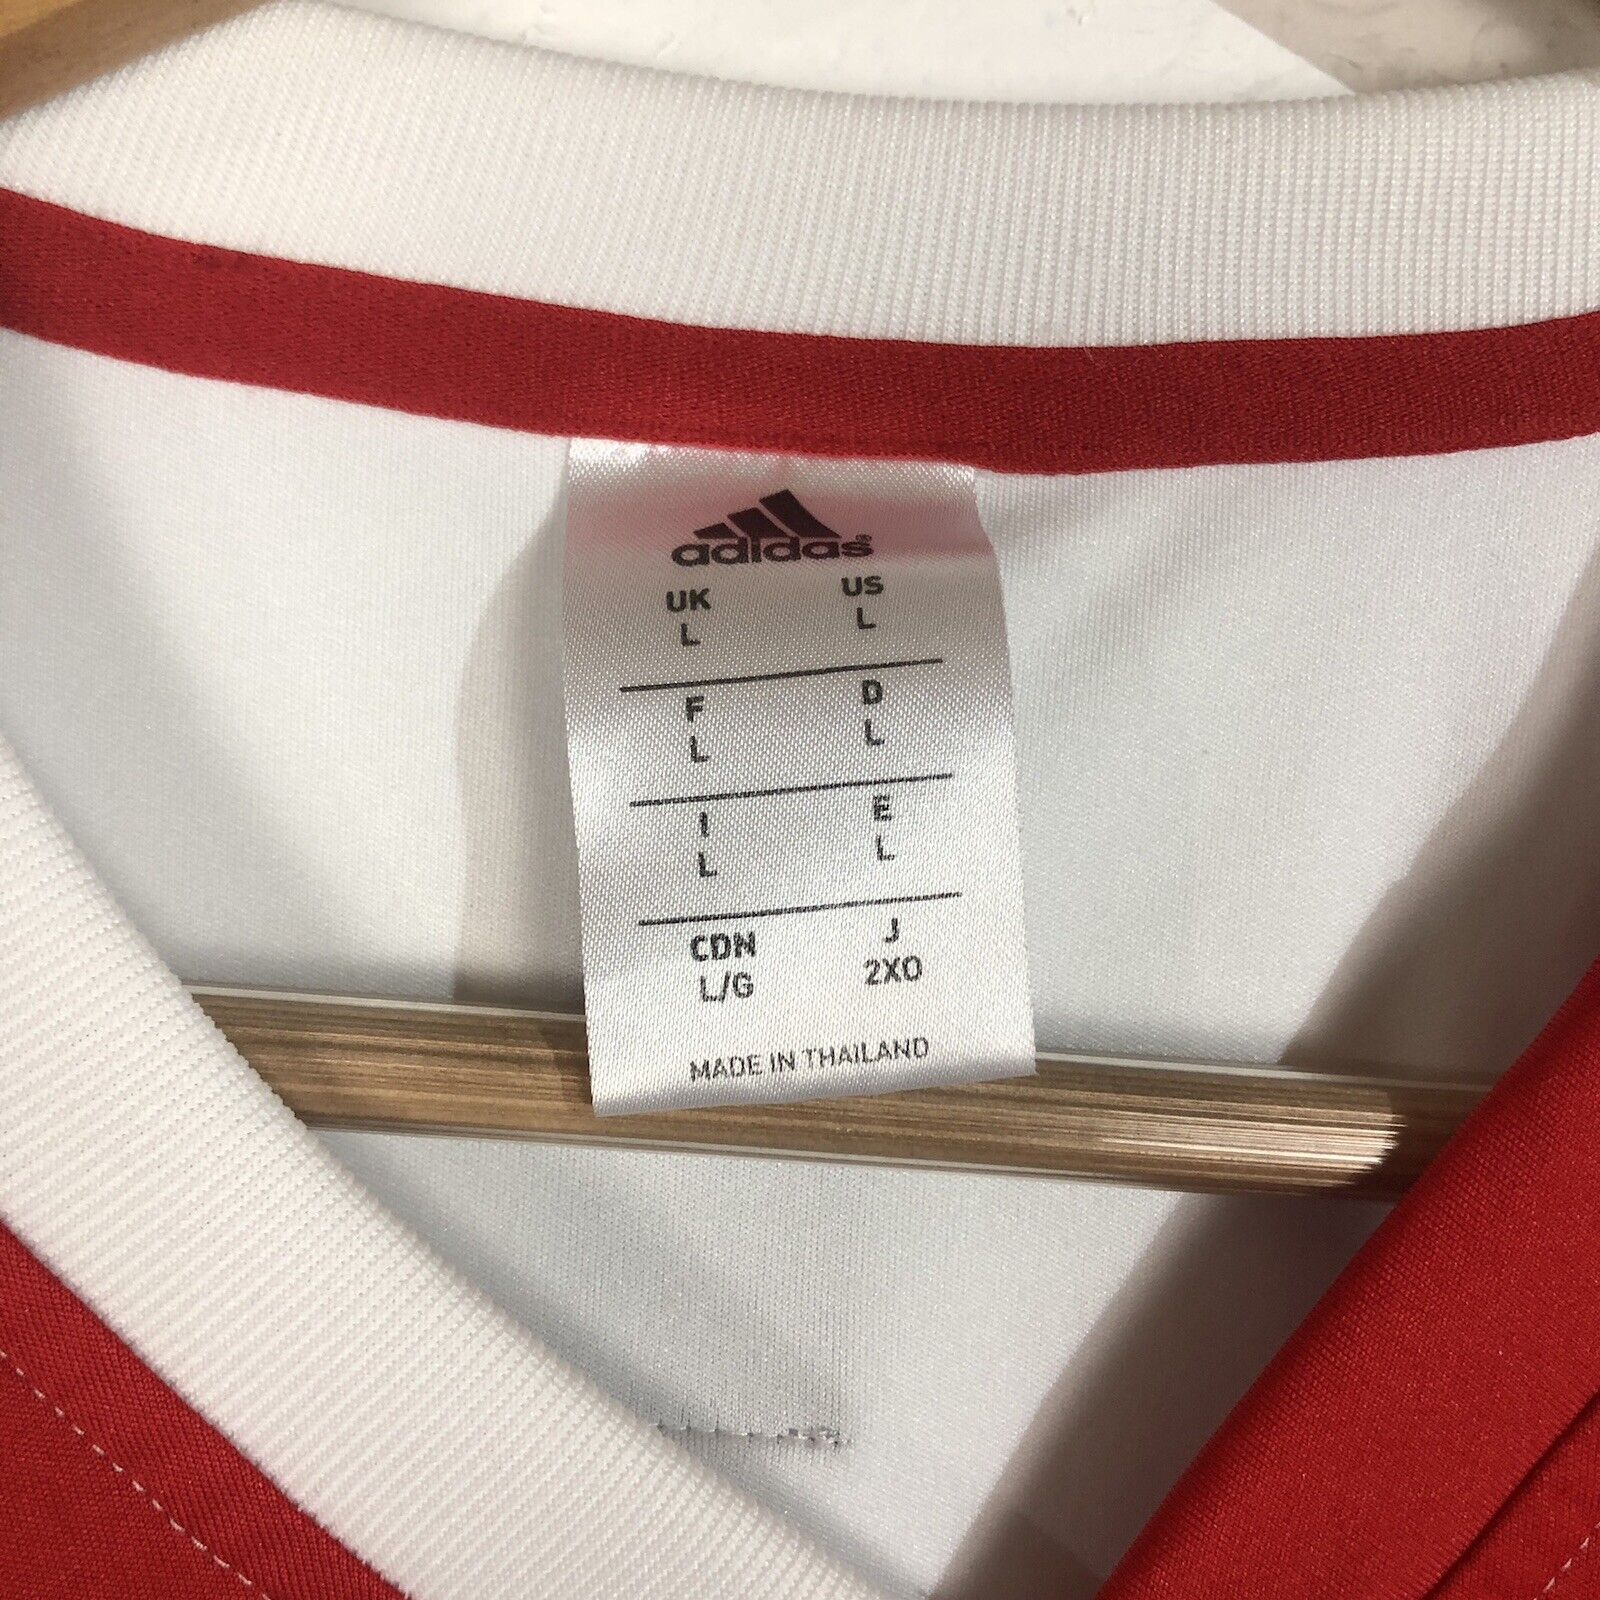 adidas®
UK US
L L
F D
L L
I E
L L
CDN J
L/G 2XO
MADE IN THAILAND